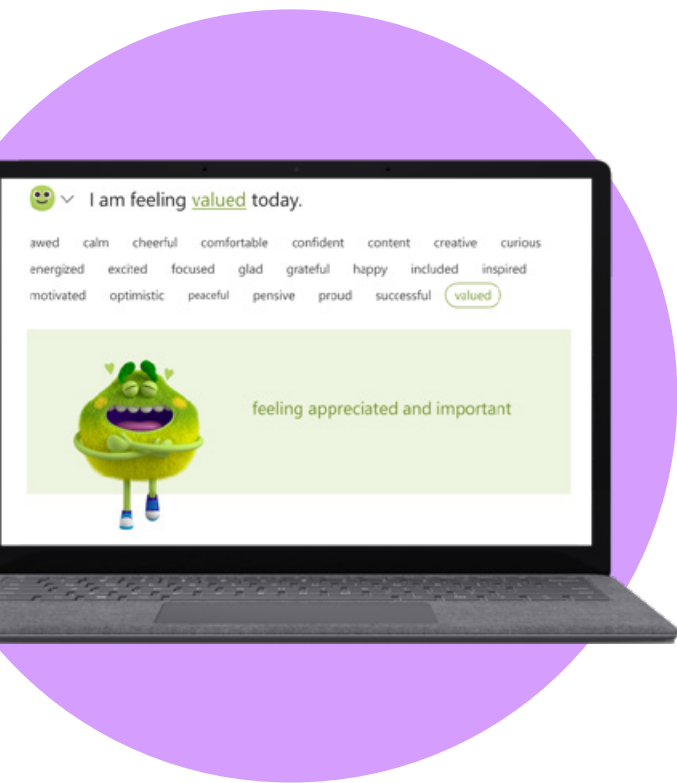 I am feeling valued today.
awed calm cheerful comfortable confident content creative curious
energized excited focused glad grateful happy included inspired
motivated optimistic peaceful pensive proud successful valued
feeling appreciated and important